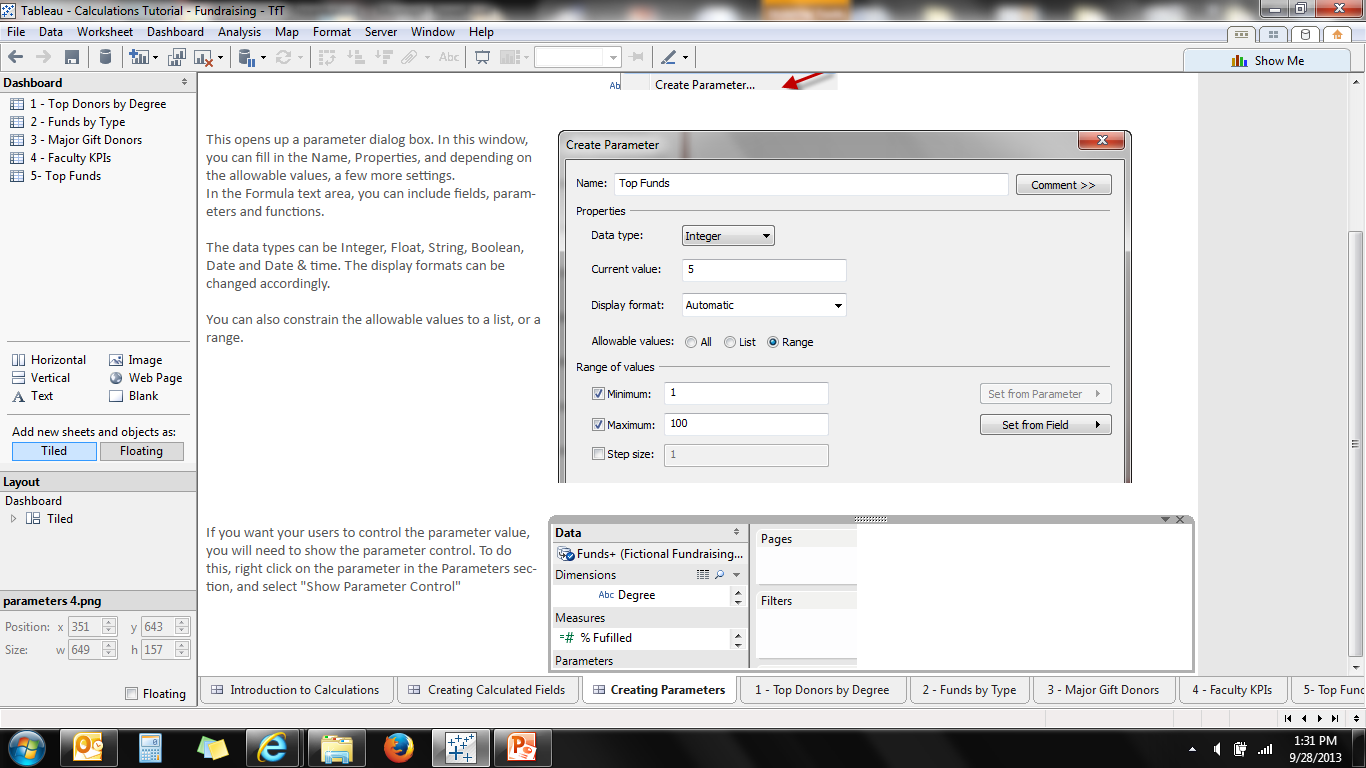 Tableau - Calculations Tutorial - Fundraising - TfT
File Data Worksheet Dashboard Analysis Map Format Server Window Help
Abc
Show Me
Dashboard
1 - Top Donors by Degree
2 - Funds by Type
3 - Major Gift Donors
4 - Faculty KPIs
5- Top Funds
Horizontal Image
Vertical Web Page
Text Blank
Add new sheets and objects as:
Tiled Floating
Layout
Dashboard
Tiled
parameters 4.png
Position: x 351 y 643
Size: w 649 h 157
Floating
Ab Create Parameter...
This opens up a parameter dialog box. In this window,
you can fill in the Name, Properties, and depending on
the allowable values, a few more settings.
In the Formula text area, you can include fields, param-
eters and functions.
The data types can be Integer, Float, String, Boolean,
Date and Date & time. The display formats can be
changed accordingly.
You can also constrain the allowable values to a list, or a
range.
Create Parameter
Name: Top Funds Comment >>
Properties
Data type: Integer
Current value: 5
Display format: Automatic
Allowable values: All List Range
Range of values
Minimum: 1 Set from Parameter
Maximum: 100 Set from Field
Step size: 1
If you want your users to control the parameter value,
you will need to show the parameter control. To do
this, right click on the parameter in the Parameters sec-
tion, and select "Show Parameter Control"
Data
Funds+ (Fictional Fundraising...
Dimensions
Abc Degree
Measures
=# % Fufilled
Parameters
Pages
Filters
Introduction to Calculations Creating Calculated Fields Creating Parameters 1 - Top Donors by Degree 2 - Funds by Type 3 - Major Gift Donors 4 - Faculty KPIs 5- Top Func
1:31 PM
9/28/2013